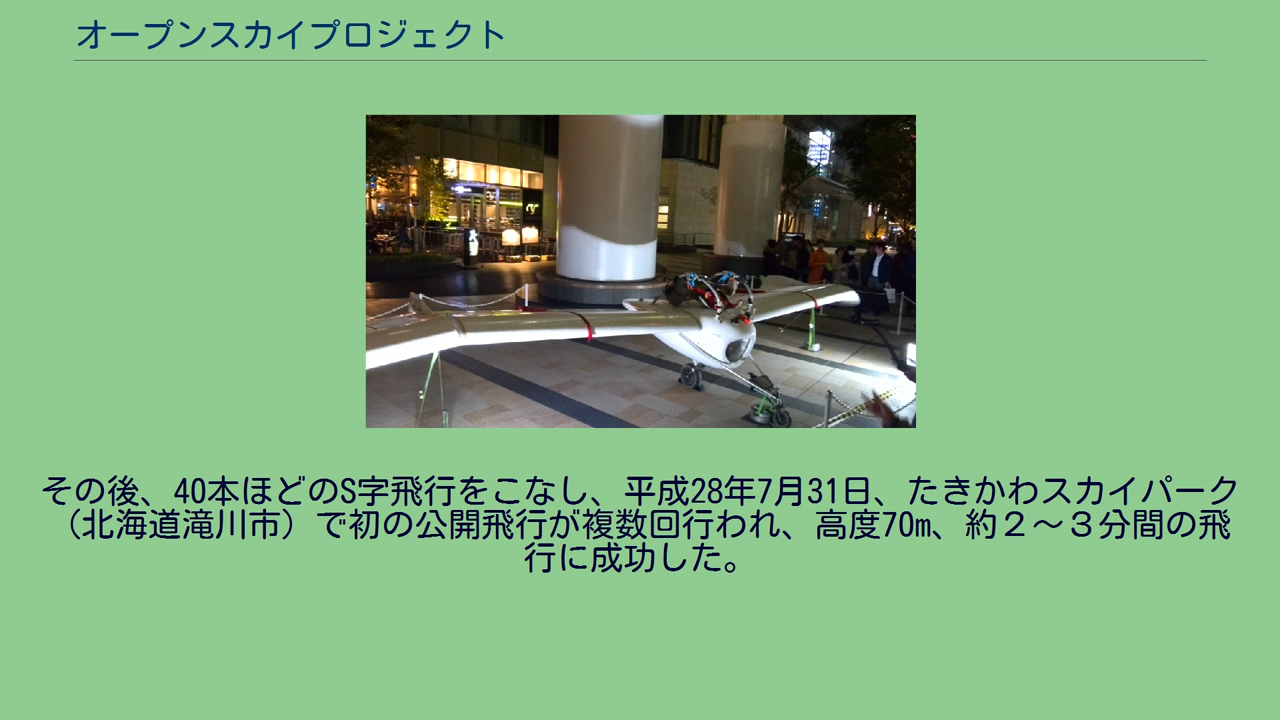 オープンスカイプロジェクト
その後、40本ほどのS字飛行をこなし、平成28年7月31日、たきかわスカイパーク
（北海道滝川市）で初の公開飛行が複数回行われ、高度70m、約２～３分間の飛
行に成功した。